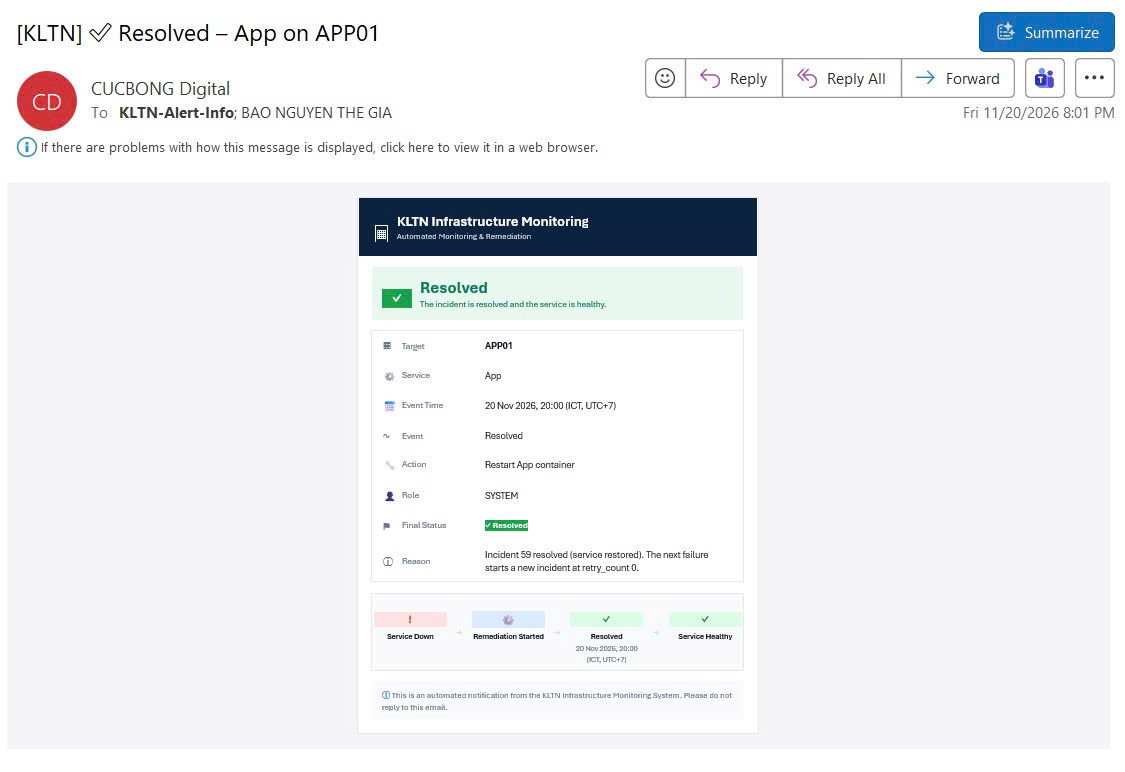 [KLTN] ✓ Resolved – App on APP01
Summarize
CD
CUCBONG Digital
To KLTN-Alert-Info; BAO NGUYEN THE GIA
Reply
Reply All
Forward
Fri 11/20/2026 8:01 PM
If there are problems with how this message is displayed, click here to view it in a web browser.
KLTN Infrastructure Monitoring
Automated Monitoring & Remediation
Resolved
The incident is resolved and the service is healthy.
Target APP01
Service App
Event Time 20 Nov 2026, 20:00 (ICT, UTC+7)
Event Resolved
Action Restart App container
Role SYSTEM
Final Status ✓ Resolved
Reason Incident 59 resolved (service restored). The next failure
starts a new incident at retry_count 0.
Service Down
Remediation Started
Resolved
20 Nov 2026, 20:00
(ICT, UTC+7)
Service Healthy
This is an automated notification from the KLTN Infrastructure Monitoring System. Please do not
reply to this email.